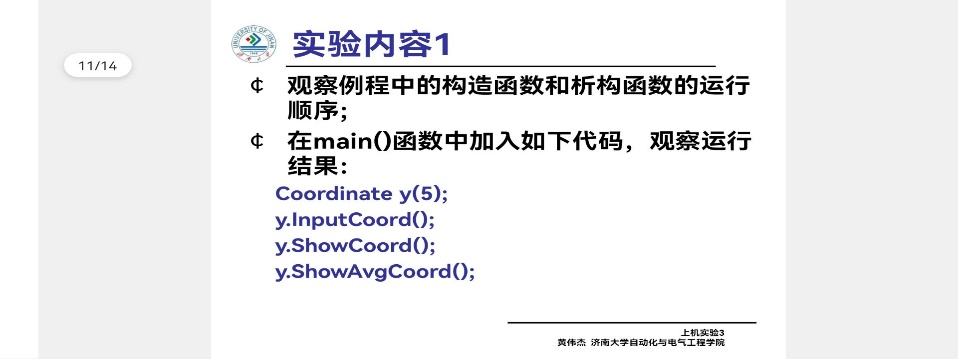 11/14
实验内容1
¢ 观察例程中的构造函数和析构函数的运行
顺序;
¢ 在main()函数中加入如下代码，观察运行
结果：
Coordinate y(5);
y.InputCoord();
y.ShowCoord();
y.ShowAvgCoord();
上机实验3
黄伟杰 济南大学自动化与电气工程学院